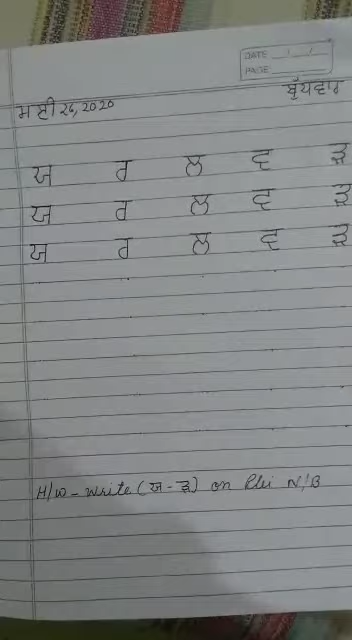 DATE
PAGE
ਮਈ 26, 2020
ਬੁੱਧਵਾਰ
ਯ ਰ ਲ ਵ ੜ
ਯ ਰ ਲ ਵ ੜ
ਯ ਰ ਲ ਵ ੜ
H/W - Write (ਯ - ੜ) on N/B